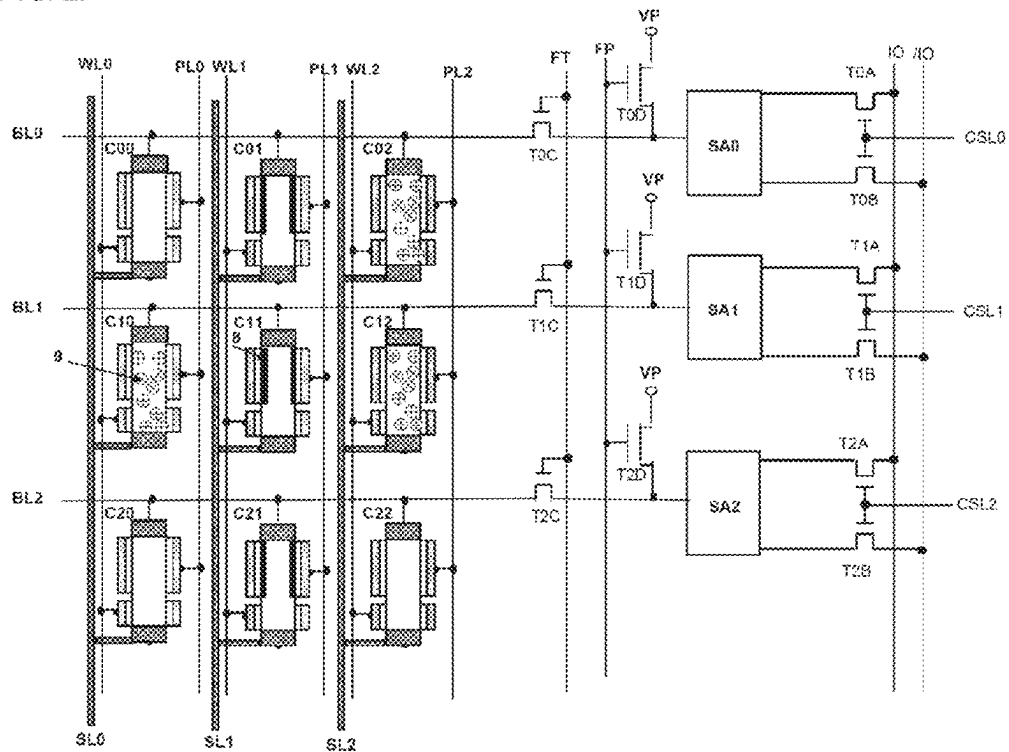 VP
WL0 PL0 WL1 PL1 WL2 PL2 FT FP IO /IO
T0A
T0D
BL0 CSL0
C00 C01 C02 T0C SA0
T0B
VP
T1A
T1D
BL1 CSL1
C10 C11 C12 T1C SA1
9 8
T1B
VP
T2A
T2D
BL2 CSL2
C20 C21 C22 T2C SA2
T2B
SL0 SL1 SL2